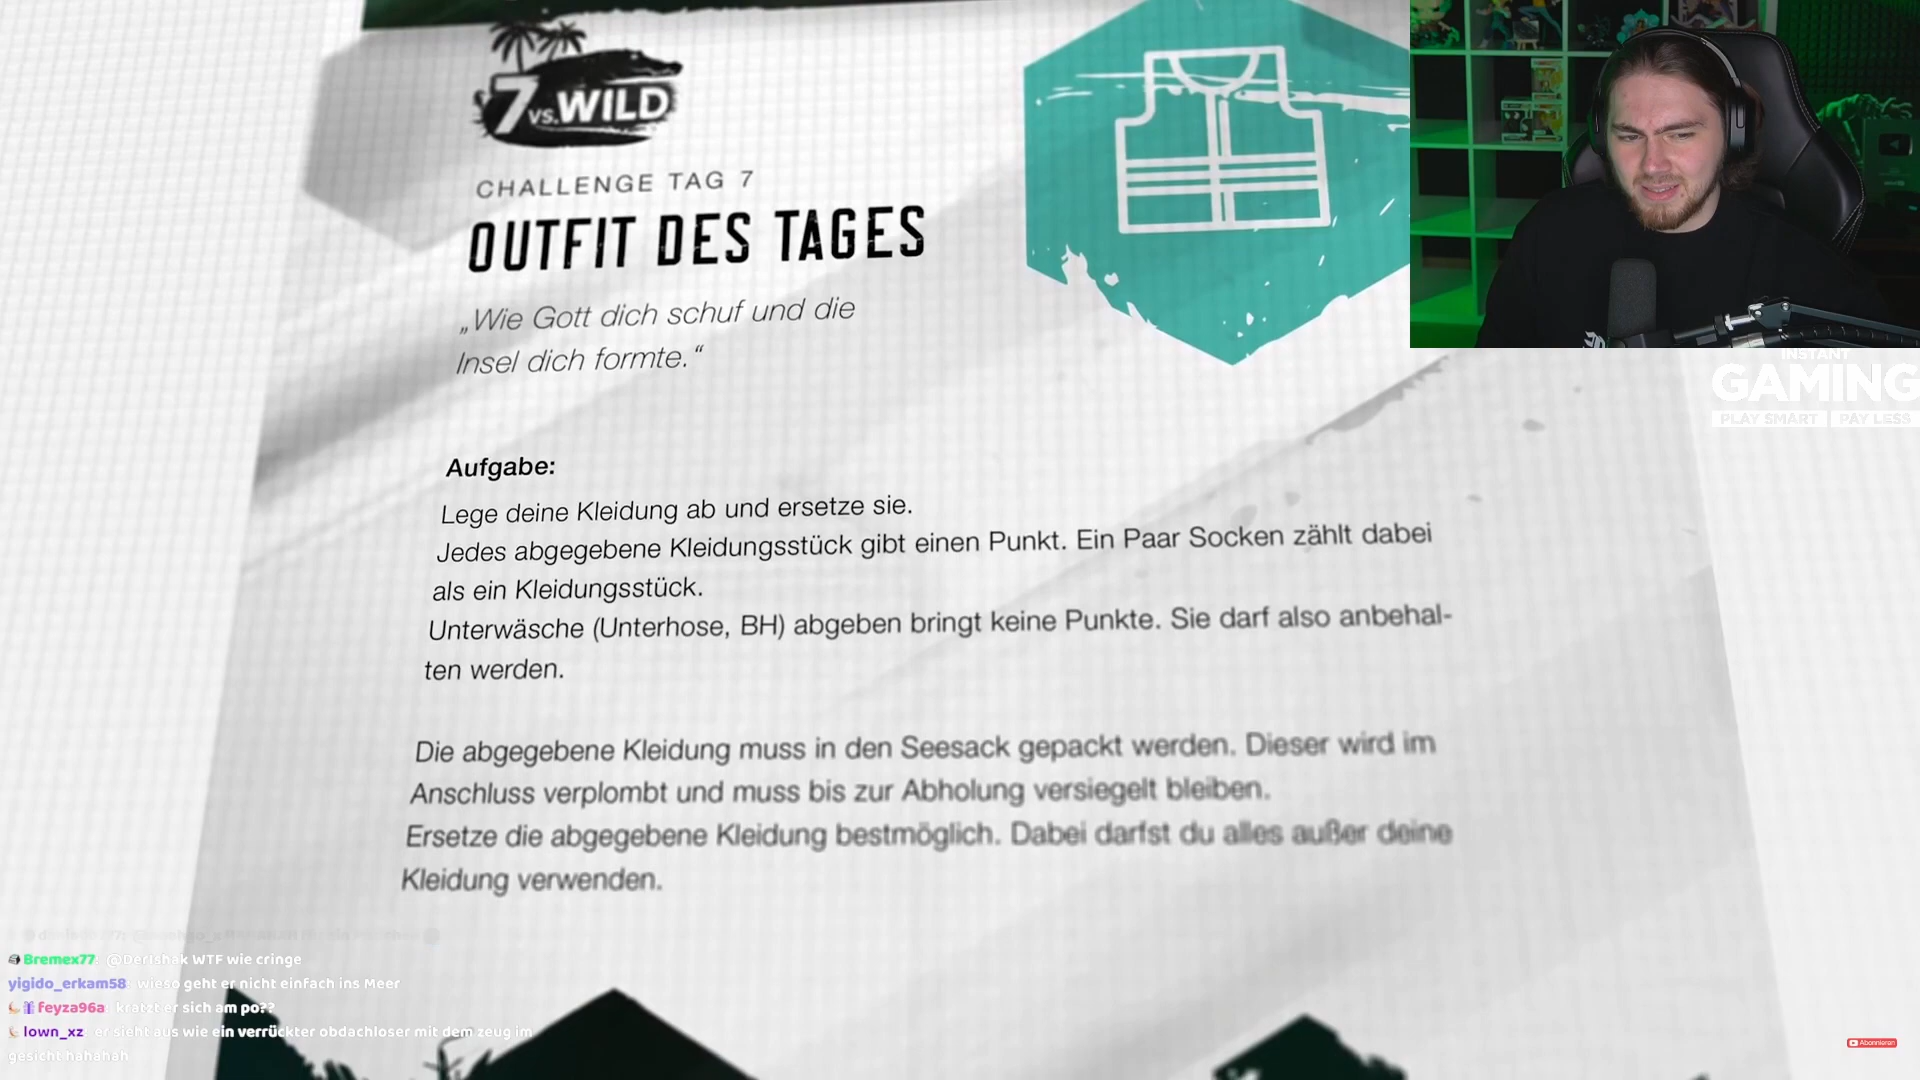 7 vs. WILD
CHALLENGE TAG 7
OUTFIT DES TAGES
„Wie Gott dich schuf und die
Insel dich formte.“
Aufgabe:
Lege deine Kleidung ab und ersetze sie.
Jedes abgegebene Kleidungsstück gibt einen Punkt. Ein Paar Socken zählt dabei
als ein Kleidungsstück.
Unterwäsche (Unterhose, BH) abgeben bringt keine Punkte. Sie darf also anbehal-
ten werden.
Die abgegebene Kleidung muss in den Seesack gepackt werden. Dieser wird im
Anschluss verplombt und muss bis zur Abholung versiegelt bleiben.
Ersetze die abgegebene Kleidung bestmöglich. Dabei darfst du alles außer deine
Kleidung verwenden.
INSTANT
GAMING
PLAY SMART PAY LESS
Bremex77: @DerIshak WTF wie cringe
yigido_erkam58: wieso geht er nicht einfach ins Meer
feyza96a: kratzt er sich am po??
lown_xz: er sieht aus wie ein verrückter obdachloser mit dem zeug im
gesicht hahahah
Abonnieren